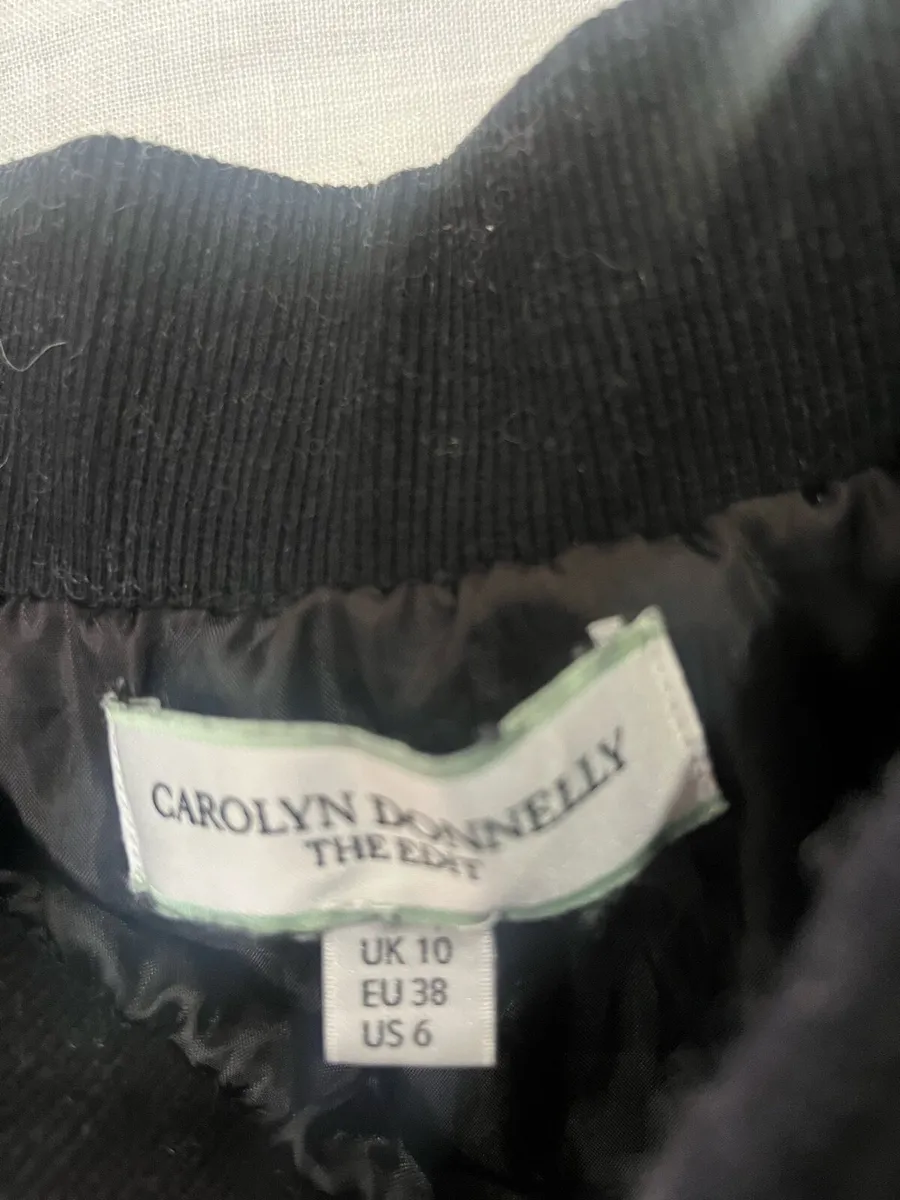 CAROLYN DONNELLY
THE EDIT
UK 10
EU 38
US 6